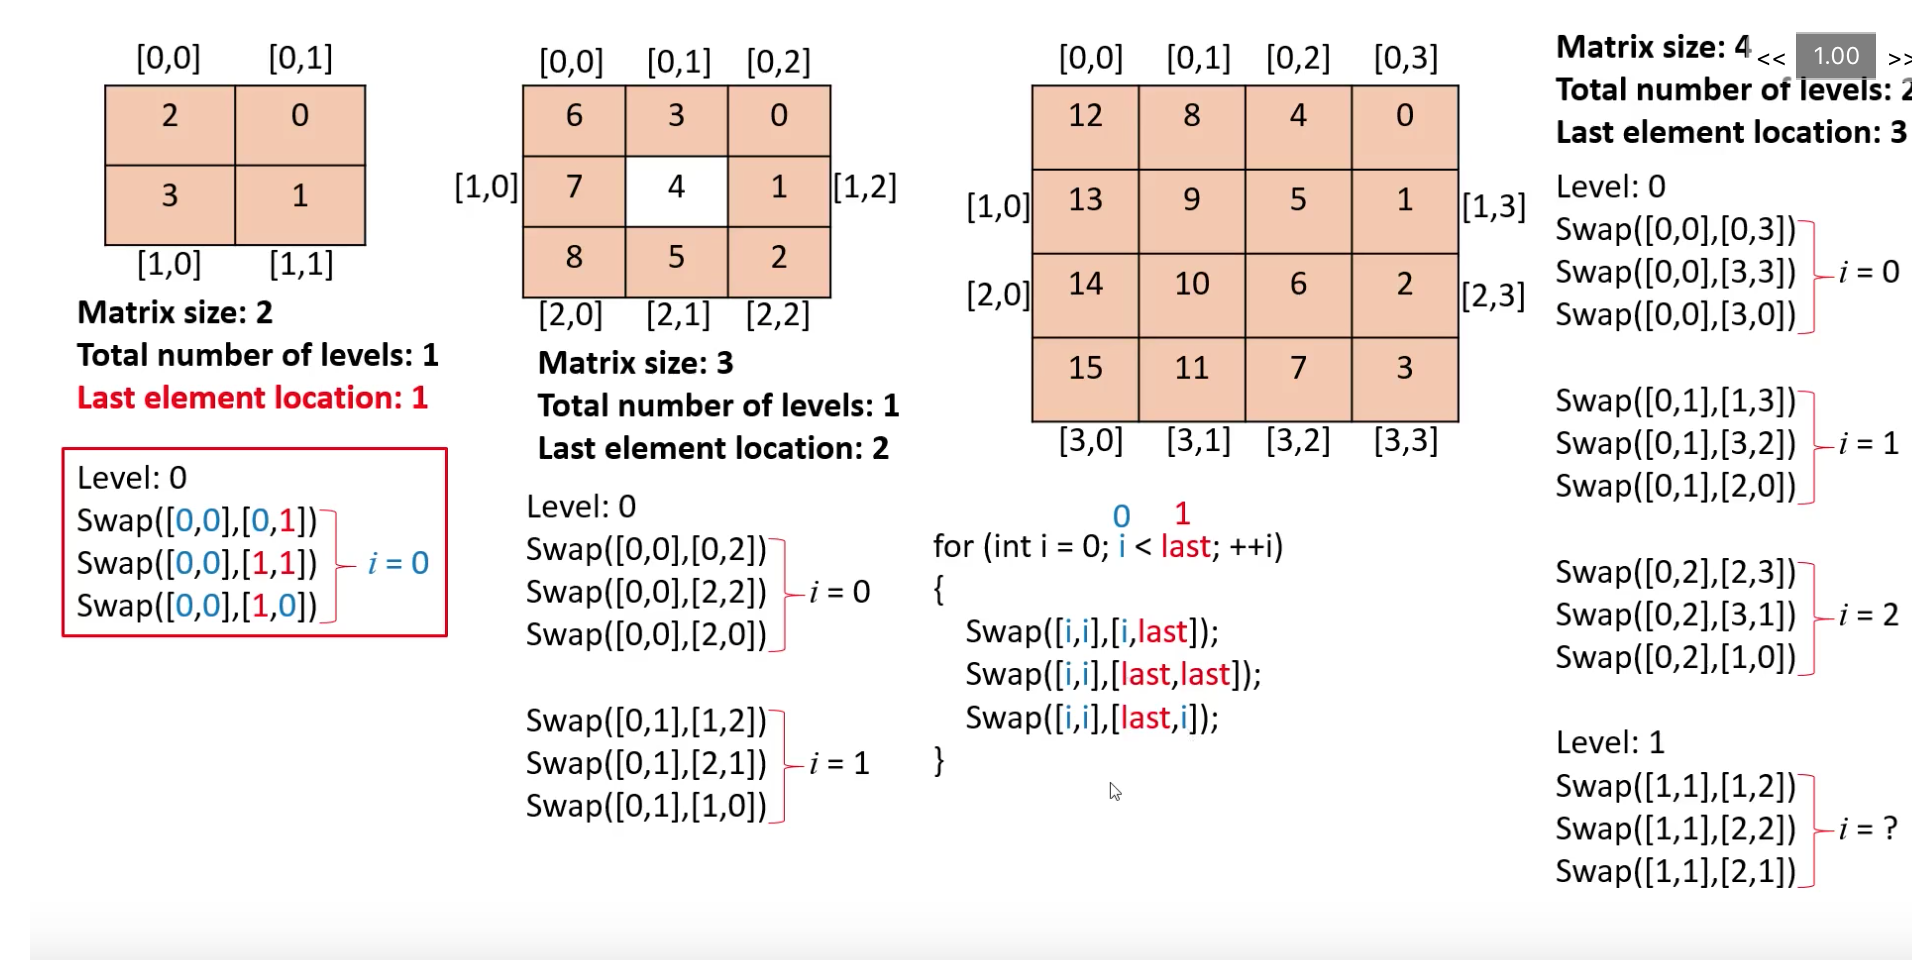 [0,0] [0,1]
2 0
3 1
[1,0] [1,1]
Matrix size: 2
Total number of levels: 1
Last element location: 1
Level: 0
Swap([0,0],[0,1])
Swap([0,0],[1,1])
Swap([0,0],[1,0])
i = 0
[0,0] [0,1] [0,2]
6 3 0
[1,0] 7 4 1 [1,2]
8 5 2
[2,0] [2,1] [2,2]
Matrix size: 3
Total number of levels: 1
Last element location: 2
Level: 0
Swap([0,0],[0,2])
Swap([0,0],[2,2])
Swap([0,0],[2,0])
i = 0
Swap([0,1],[1,2])
Swap([0,1],[2,1])
Swap([0,1],[1,0])
i = 1
[0,0] [0,1] [0,2] [0,3]
12 8 4 0
[1,0] 13 9 5 1 [1,3]
[2,0] 14 10 6 2 [2,3]
15 11 7 3
[3,0] [3,1] [3,2] [3,3]
0 1
for (int i = 0; i < last; ++i)
{
Swap([i,i],[i,last]);
Swap([i,i],[last,last]);
Swap([i,i],[last,i]);
}
Matrix size: 4
<< 1.00 >>
Total number of levels: 2
Last element location: 3
Level: 0
Swap([0,0],[0,3])
Swap([0,0],[3,3])
Swap([0,0],[3,0])
i = 0
Swap([0,1],[1,3])
Swap([0,1],[3,2])
Swap([0,1],[2,0])
i = 1
Swap([0,2],[2,3])
Swap([0,2],[3,1])
Swap([0,2],[1,0])
i = 2
Level: 1
Swap([1,1],[1,2])
Swap([1,1],[2,2])
Swap([1,1],[2,1])
i = ?